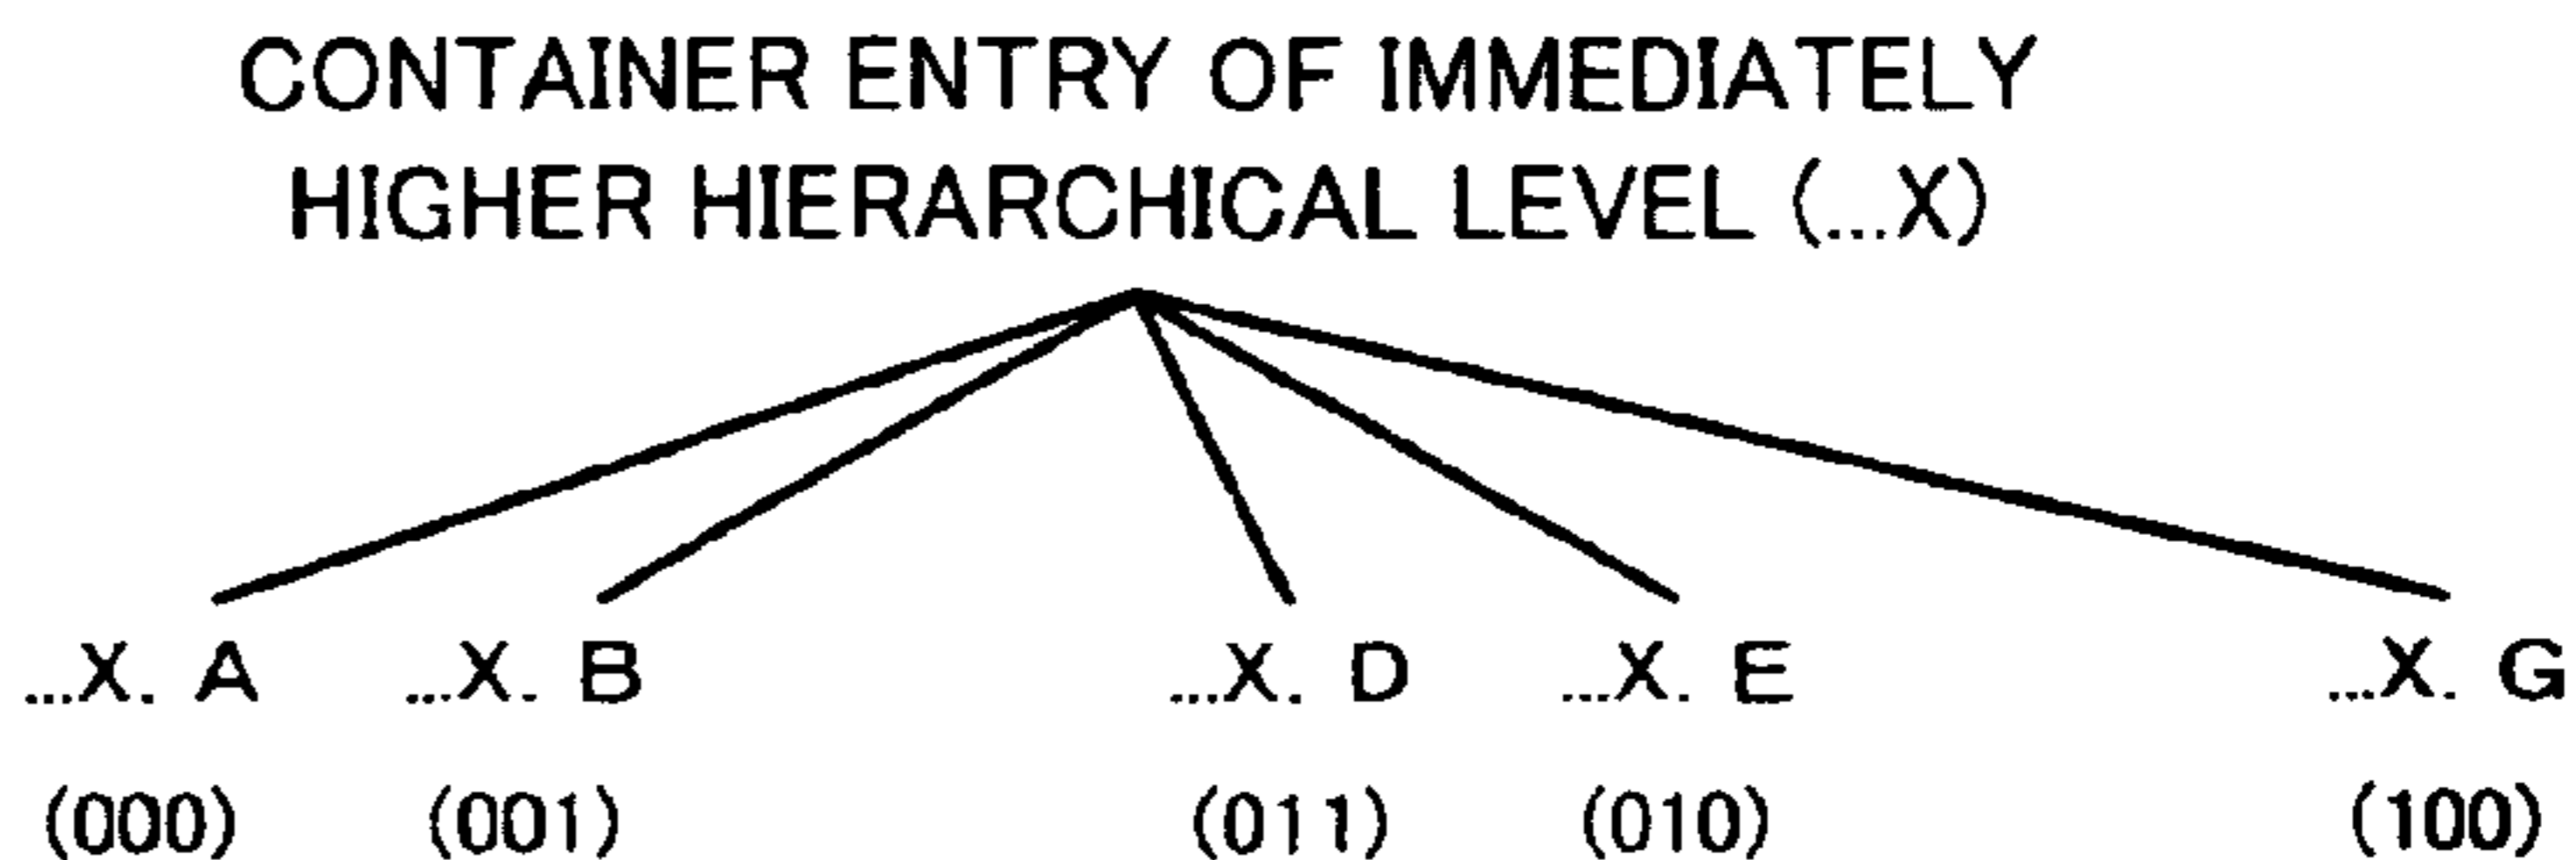 CONTAINER ENTRY OF IMMEDIATELY
HIGHER HIERARCHICAL LEVEL (...X)
...X. A ...X. B ...X. D ...X. E ...X. G
(000) (001) (011) (010) (100)